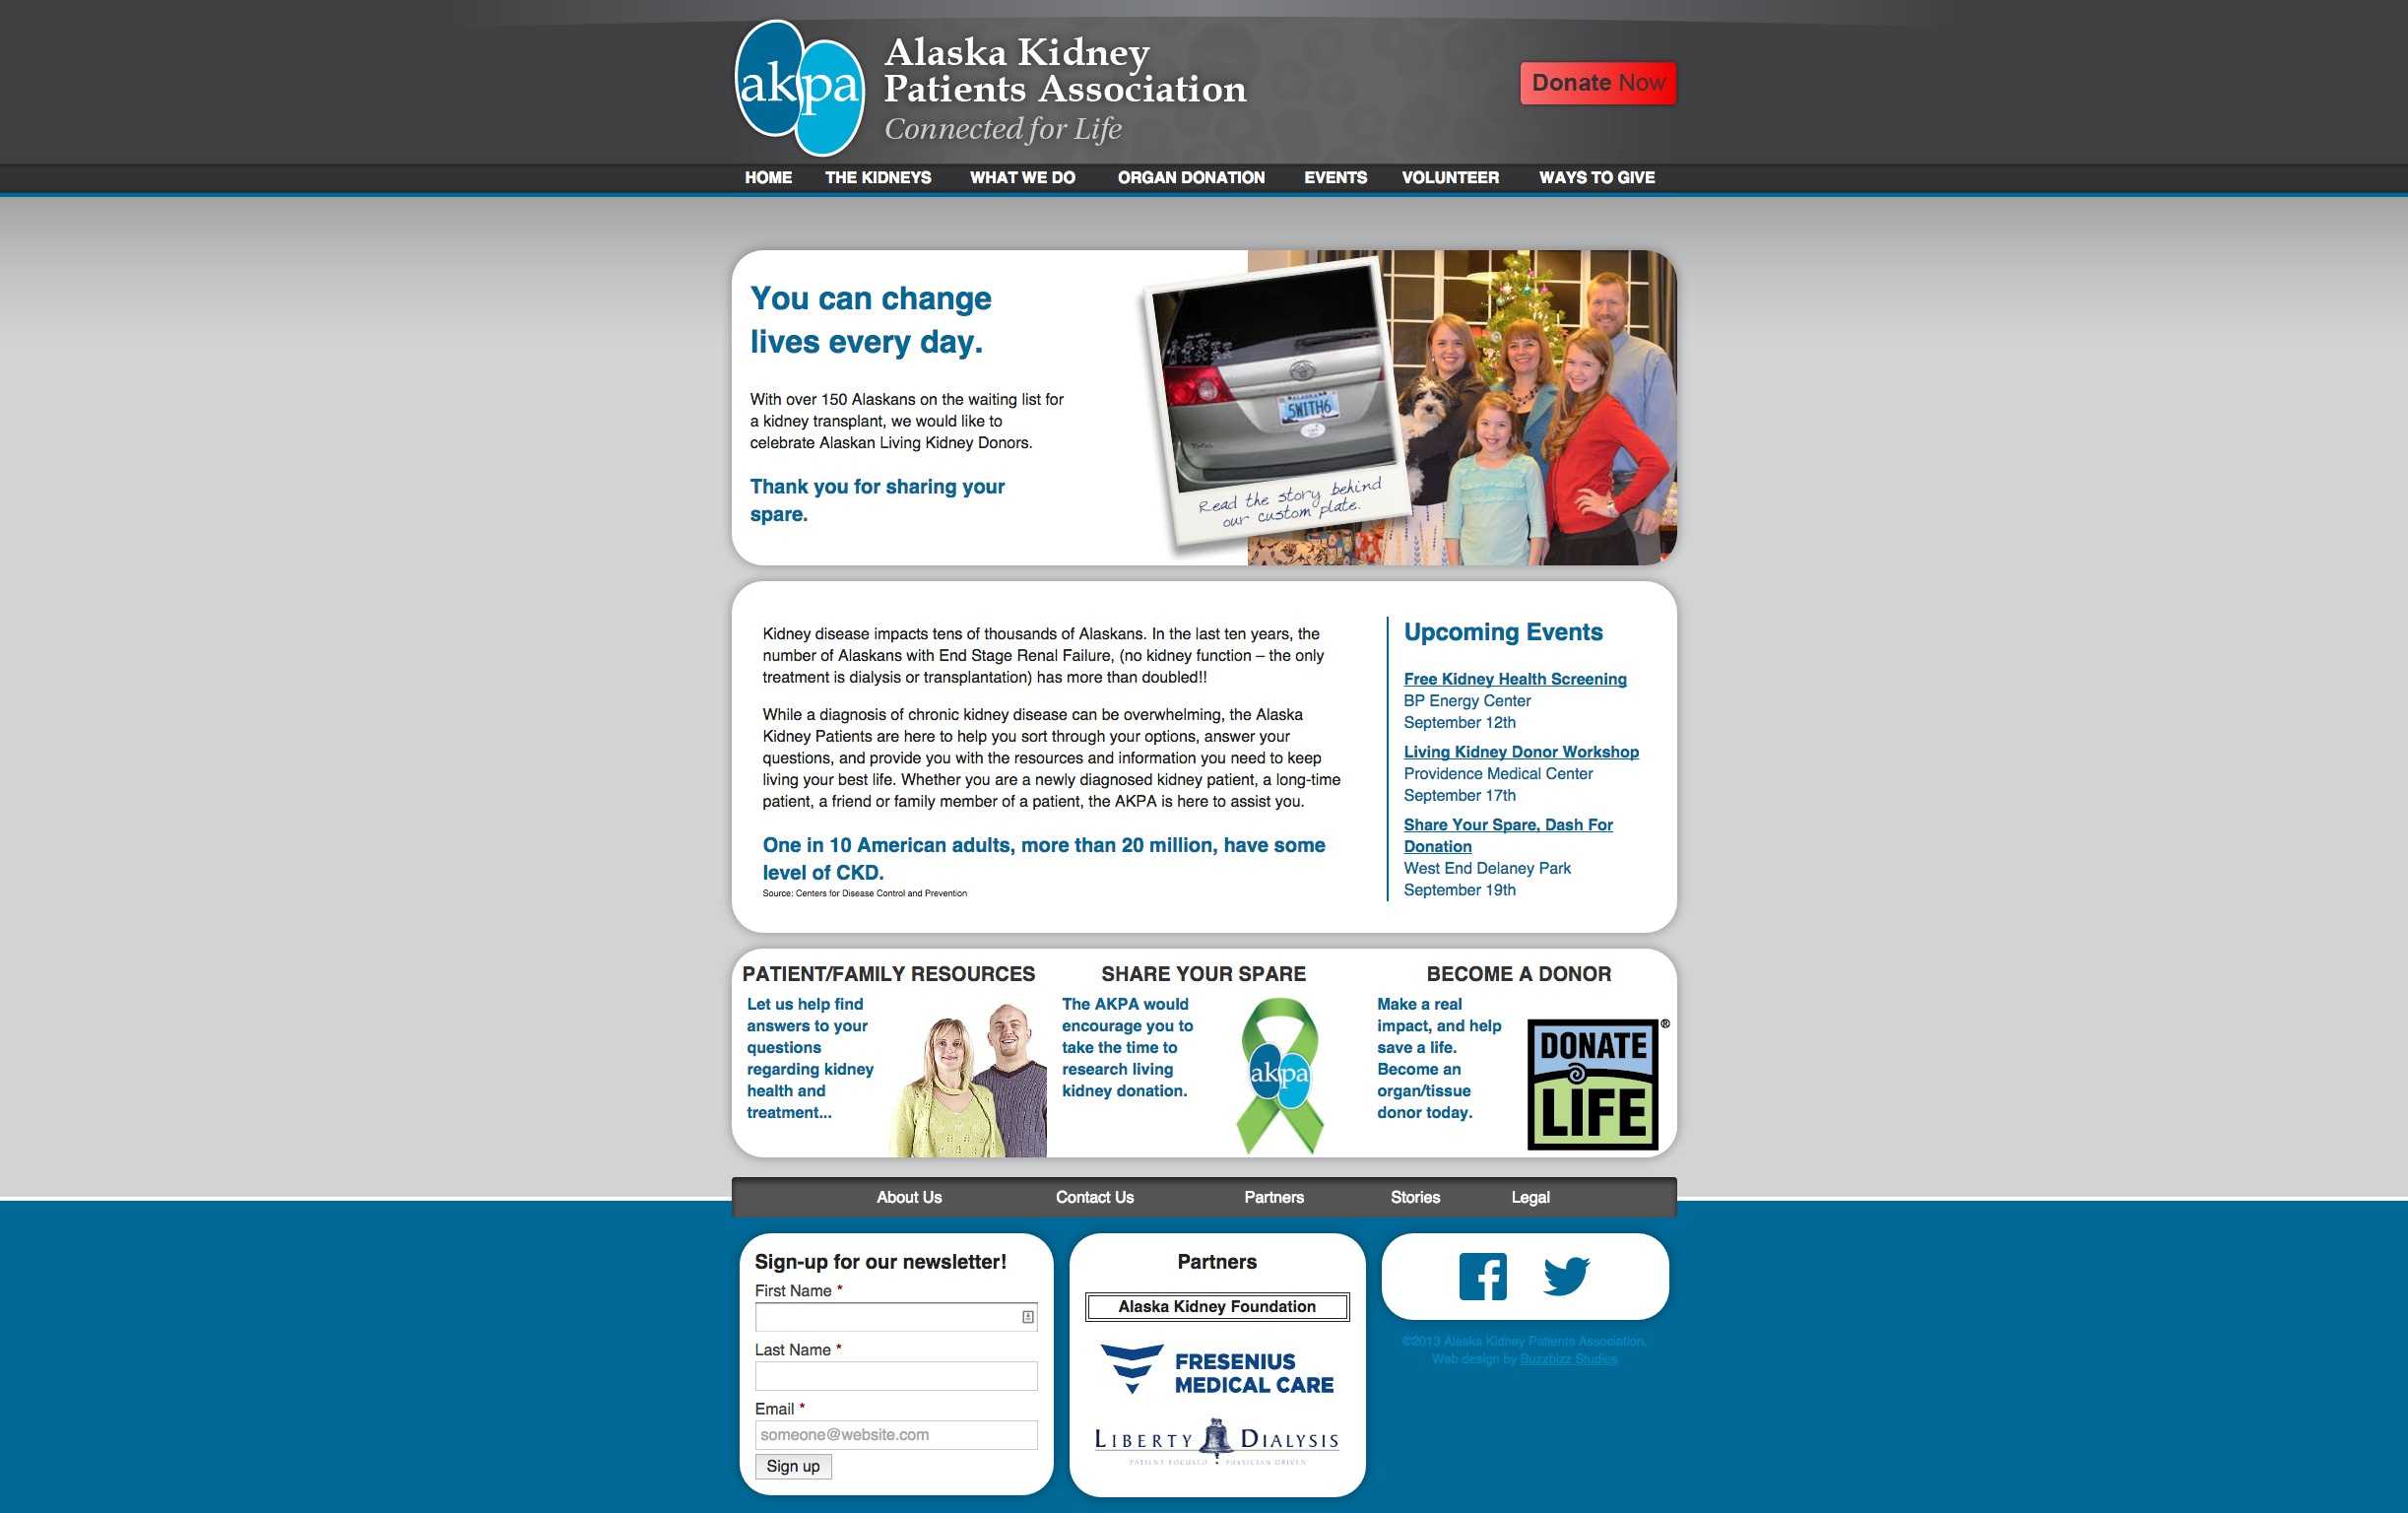 akpa
Alaska Kidney
Patients Association
Connected for Life
Donate Now
HOME THE KIDNEYS WHAT WE DO ORGAN DONATION EVENTS VOLUNTEER WAYS TO GIVE
You can change
lives every day.
With over 150 Alaskans on the waiting list for
a kidney transplant, we would like to
celebrate Alaskan Living Kidney Donors.
Thank you for sharing your
spare.
ALASKA
5WITH6
Read the story behind
our custom plate.
Kidney disease impacts tens of thousands of Alaskans. In the last ten years, the
number of Alaskans with End Stage Renal Failure, (no kidney function – the only
treatment is dialysis or transplantation) has more than doubled!!
While a diagnosis of chronic kidney disease can be overwhelming, the Alaska
Kidney Patients are here to help you sort through your options, answer your
questions, and provide you with the resources and information you need to keep
living your best life. Whether you are a newly diagnosed kidney patient, a long-time
patient, a friend or family member of a patient, the AKPA is here to assist you.
One in 10 American adults, more than 20 million, have some
level of CKD.
Source: Centers for Disease Control and Prevention
Upcoming Events
Free Kidney Health Screening
BP Energy Center
September 12th
Living Kidney Donor Workshop
Providence Medical Center
September 17th
Share Your Spare, Dash For
Donation
West End Delaney Park
September 19th
PATIENT/FAMILY RESOURCES
Let us help find
answers to your
questions
regarding kidney
health and
treatment...
SHARE YOUR SPARE
The AKPA would
encourage you to
take the time to
research living
kidney donation.
akpa
BECOME A DONOR
Make a real
impact, and help
save a life.
Become an
organ/tissue
donor today.
DONATE
LiFE
®
About Us Contact Us Partners Stories Legal
Sign-up for our newsletter!
First Name *
Last Name *
Email *
someone@website.com
Sign up
Partners
Alaska Kidney Foundation
FRESENIUS
MEDICAL CARE
LIBERTY DIALYSIS
PATIENT FOCUSED • PHYSICIAN DRIVEN
©2013 Alaska Kidney Patients Association.
Web design by Buzzbizz Studios